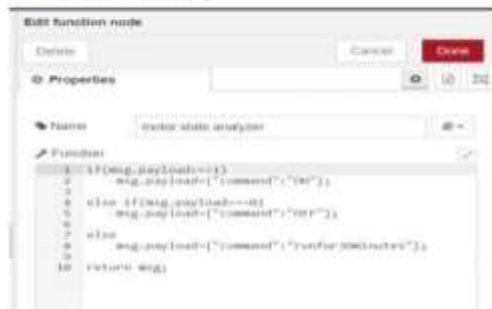 Edit function node
Delete
Cancel
Done
Properties
Name
motor state analyzer
Function
1 if(msg.payload===1)
2 msg.payload={"command":"ON"};
3
4 else if(msg.payload===0)
5 msg.payload={"command":"OFF"};
6
7 else
8 msg.payload={"command":"runfor30minutes"};
9
10 return msg;